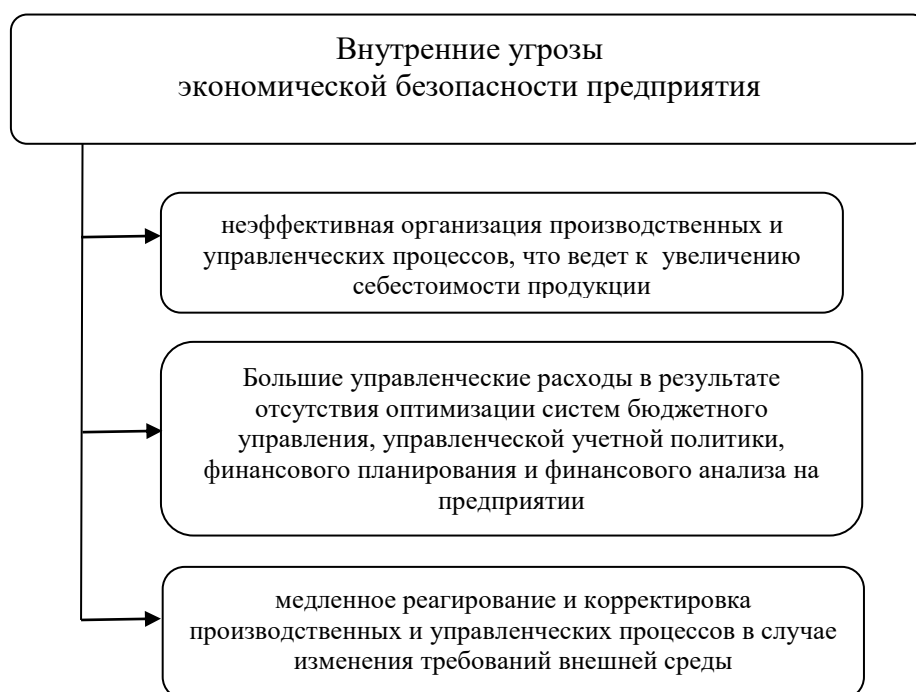 Внутренние угрозы
экономической безопасности предприятия
неэффективная организация производственных и
управленческих процессов, что ведет к увеличению
себестоимости продукции
Большие управленческие расходы в результате
отсутствия оптимизации систем бюджетного
управления, управленческой учетной политики,
финансового планирования и финансового анализа на
предприятии
медленное реагирование и корректировка
производственных и управленческих процессов в случае
изменения требований внешней среды